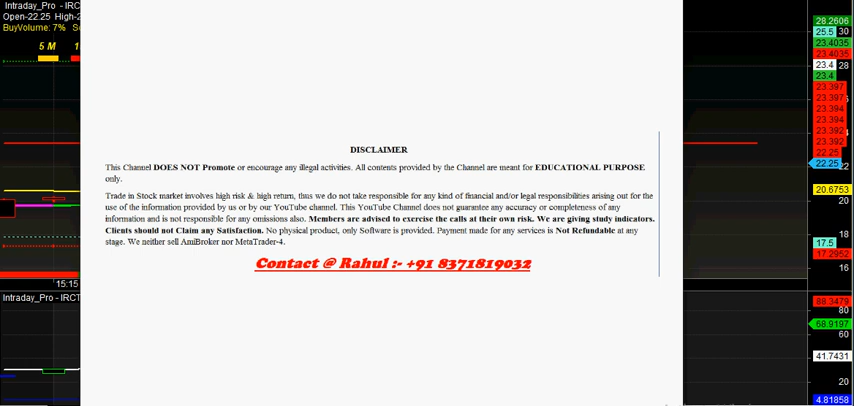 Intraday_Pro - IRC
Open-22.25 High-2
BuyVolume: 7% S
5 M 1
DISCLAIMER
This Channel DOES NOT Promote or encourage any illegal activities. All contents provided by the Channel are meant for EDUCATIONAL PURPOSE
only.
Trade in Stock market involves high risk & high return, thus we do not take responsible for any kind of financial and/or legal responsibilities arising out for the
use of the information provided by us or by our YouTube channel. This YouTube Channel does not guarantee any accuracy or completeness of any
information and is not responsible for any omissions also. Members are advised to exercise the calls at their own risk. We are giving study indicators.
Clients should not Claim any Satisfaction. No physical product, only Software is provided. Payment made for any services is Not Refundable at any
stage. We neither sell AmiBroker nor MetaTrader-4.
Contact @ Rahul :- +91 8371819032
15:15
Intraday_Pro - IRCT
28.2606
25.5 30
23.4035
23.4035
23.4 28
23.4
23.397
23.397
23.394
23.394
23.392
23.392
22.25
22.25 22
20.6753
17.5 18
17.2952
16
88.3479
80
68.9197
60
41.7431
20
4.81858